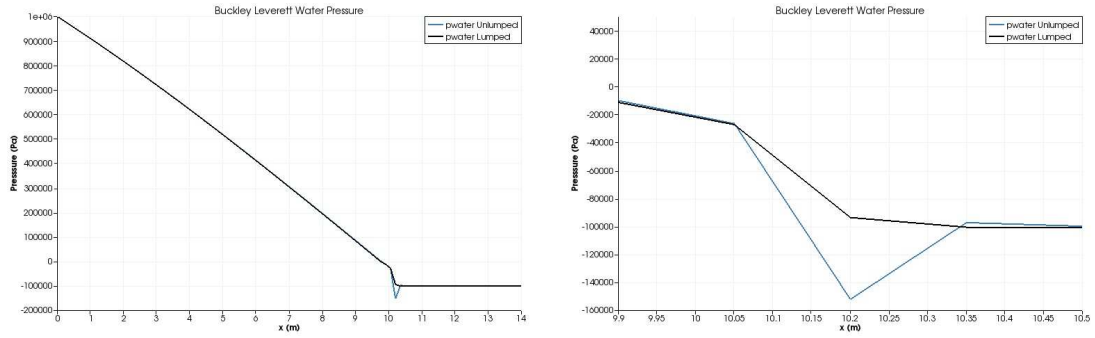 Buckley Leverett Water Pressure
pwater Unlumped
pwater Lumped
1e+06
900000
800000
700000
600000
500000
400000
300000
200000
100000
0
-100000
-200000
Presssure (Pa)
0 1 2 3 4 5 6 7 8 9 10 11 12 13 14
x (m)
Buckley Leverett Water Pressure
pwater Unlumped
pwater Lumped
40000
20000
0
-20000
-40000
-60000
-80000
-100000
-120000
-140000
-160000
Presssure (Pa)
9.9 9.95 10 10.05 10.1 10.15 10.2 10.25 10.3 10.35 10.4 10.45 10.5
x (m)